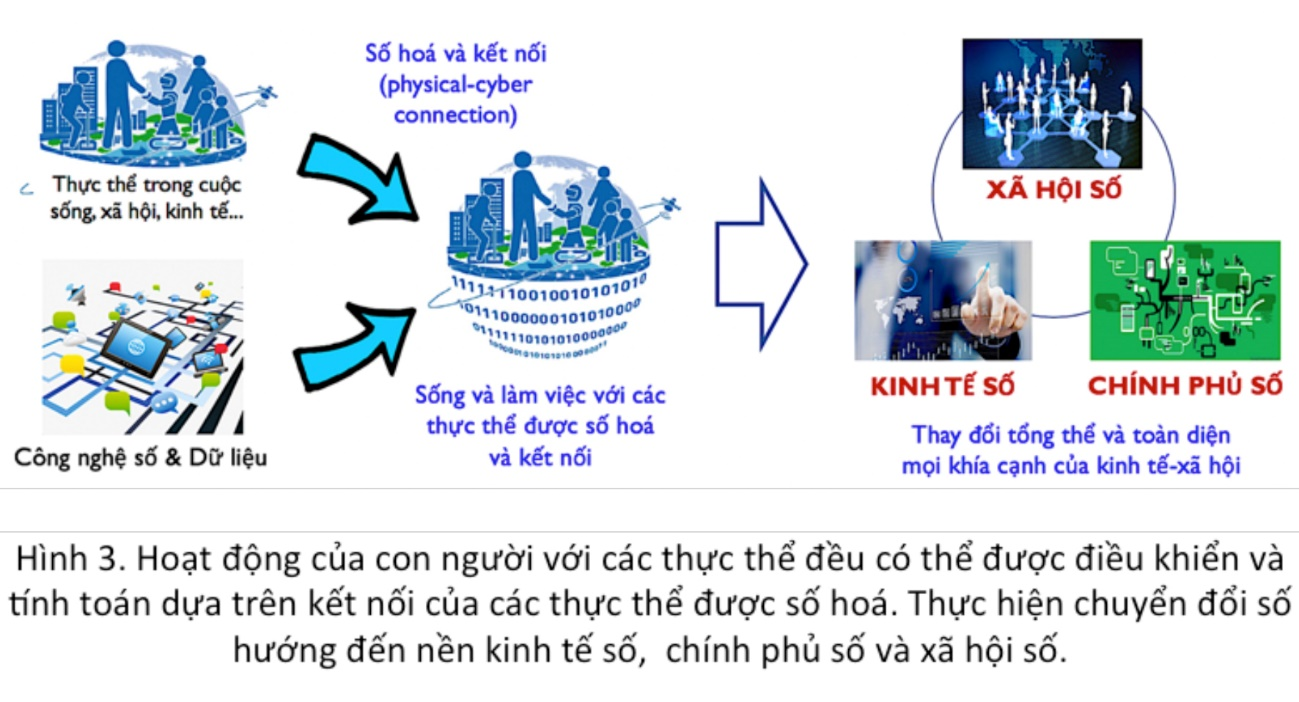 Số hoá và kết nối
(physical-cyber
connection)
Thực thể trong cuộc
sống, xã hội, kinh tế...
Công nghệ số & Dữ liệu
11111110010010101010
01110000001010100000
0111111010101000000
Sống và làm việc với các
thực thể được số hoá
và kết nối
XÃ HỘI SỐ
KINH TẾ SỐ
CHÍNH PHỦ SỐ
Thay đổi tổng thể và toàn diện
mọi khía cạnh của kinh tế-xã hội
Hình 3. Hoạt động của con người với các thực thể đều có thể được điều khiển và
tính toán dựa trên kết nối của các thực thể được số hoá. Thực hiện chuyển đổi số
hướng đến nền kinh tế số, chính phủ số và xã hội số.